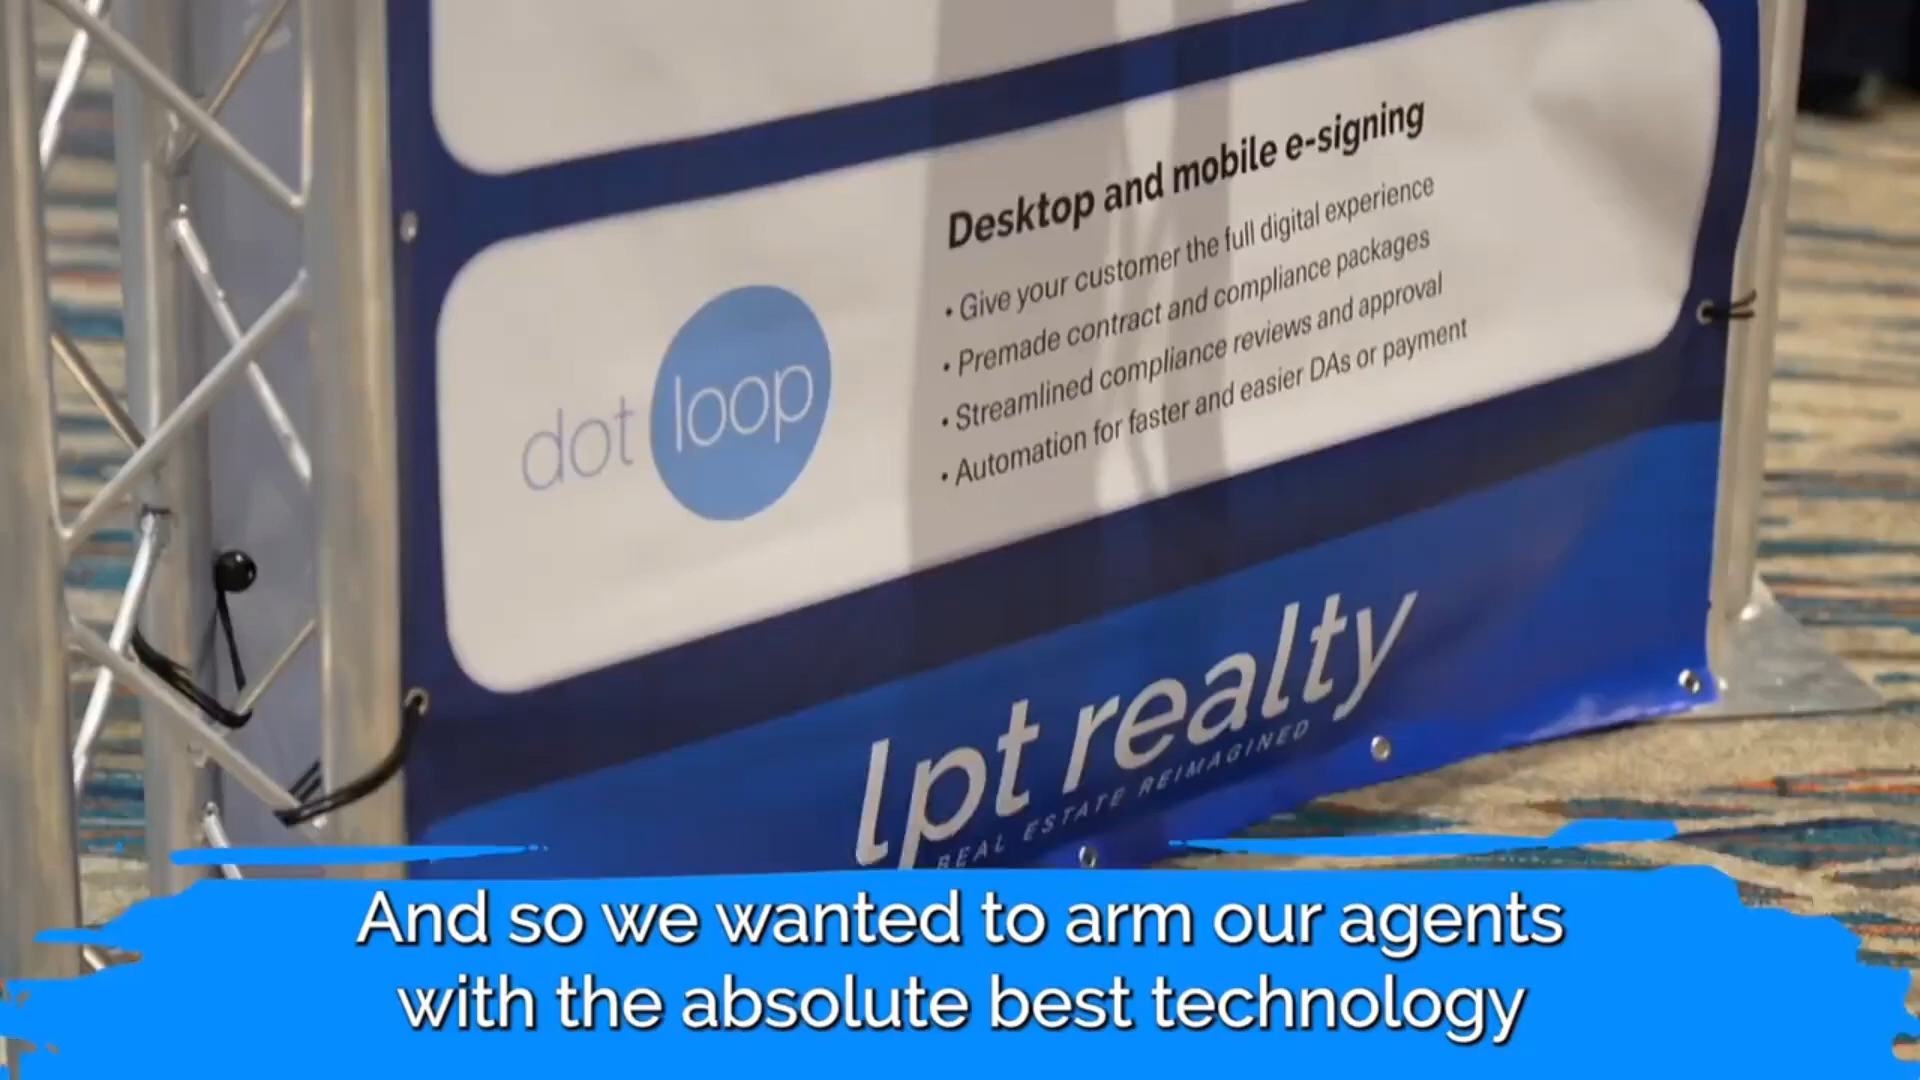 Desktop and mobile e-signing
• Give your customer the full digital experience
• Premade contract and compliance packages
• Streamlined compliance reviews and approval
• Automation for faster and easier DAs or payment
dot loop
lpt realty
REAL ESTATE REIMAGINED
And so we wanted to arm our agents
with the absolute best technology